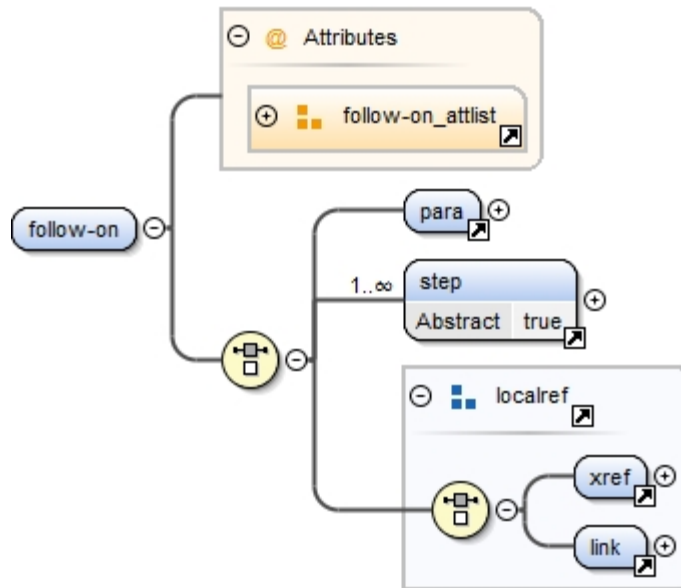 @ Attributes
follow-on_attlist
follow-on
para
1..∞
step
Abstract true
localref
xref
link